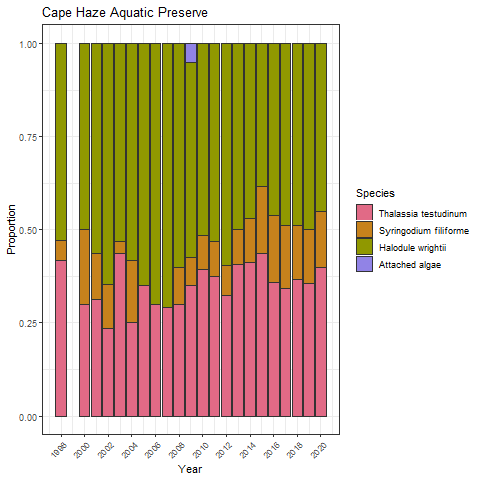 Cape Haze Aquatic Preserve
1.00
0.75
0.50
0.25
0.00
Proportion
1998
2000
2002
2004
2006
2008
2010
2012
2014
2016
2018
2020
Year
Species
Thalassia testudinum
Syringodium filiforme
Halodule wrightii
Attached algae